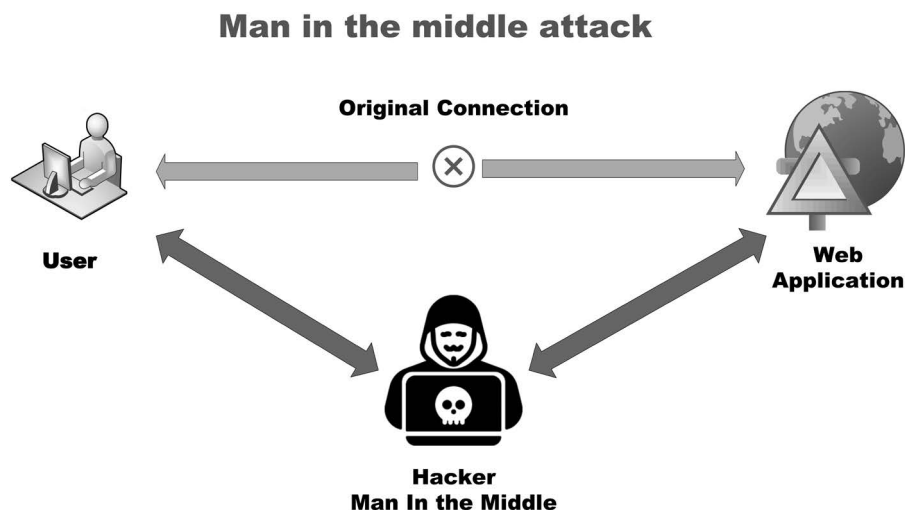 Man in the middle attack
Original Connection
User
Web
Application
Hacker
Man In the Middle